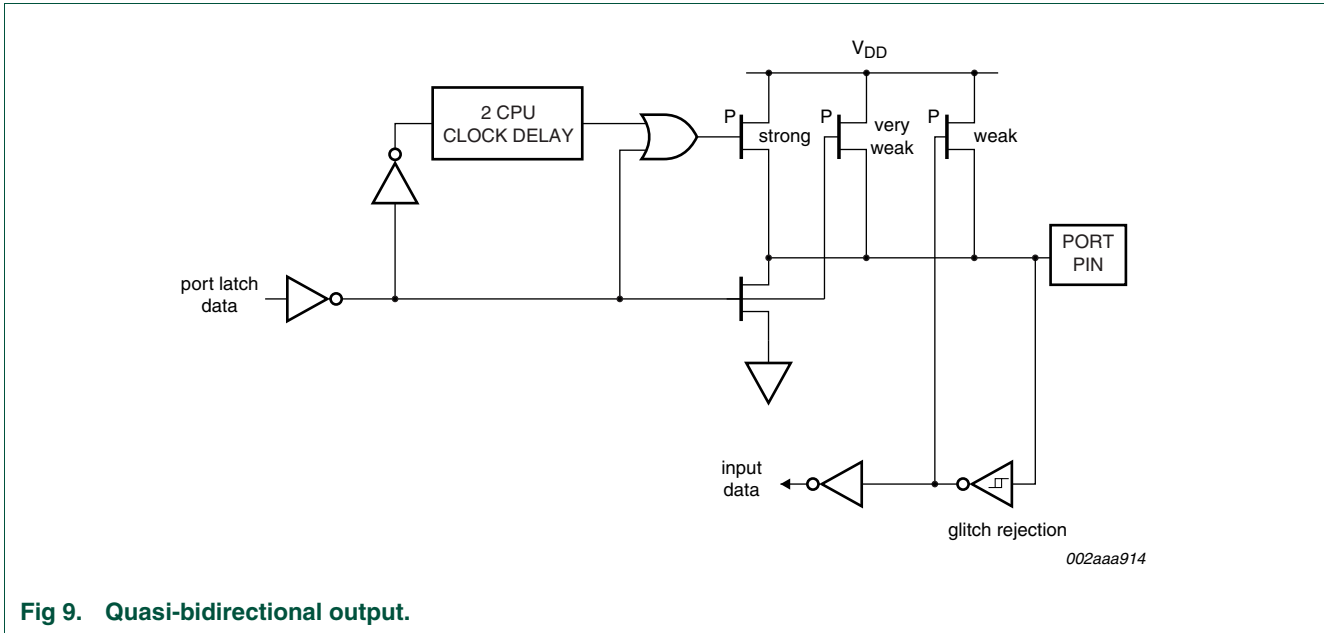 VDD
2 CPU
CLOCK DELAY
P
strong
P
very
weak
P
weak
PORT
PIN
port latch
data
input
data
glitch rejection
002aaa914
Fig 9. Quasi-bidirectional output.